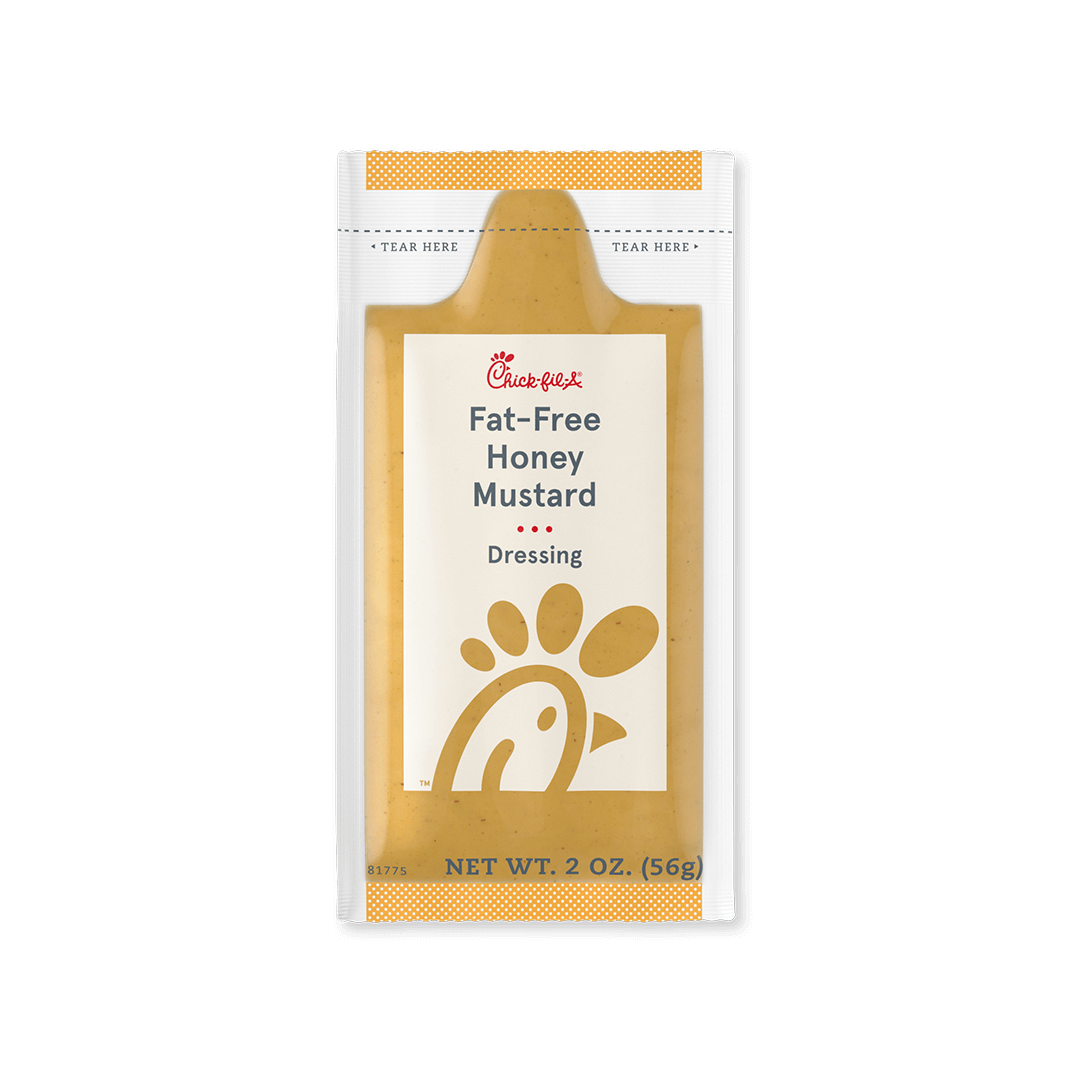 TEAR HERE
TEAR HERE
Chick-fil-A®
Fat-Free
Honey
Mustard
Dressing
TM
81775
NET WT. 2 OZ. (56g)